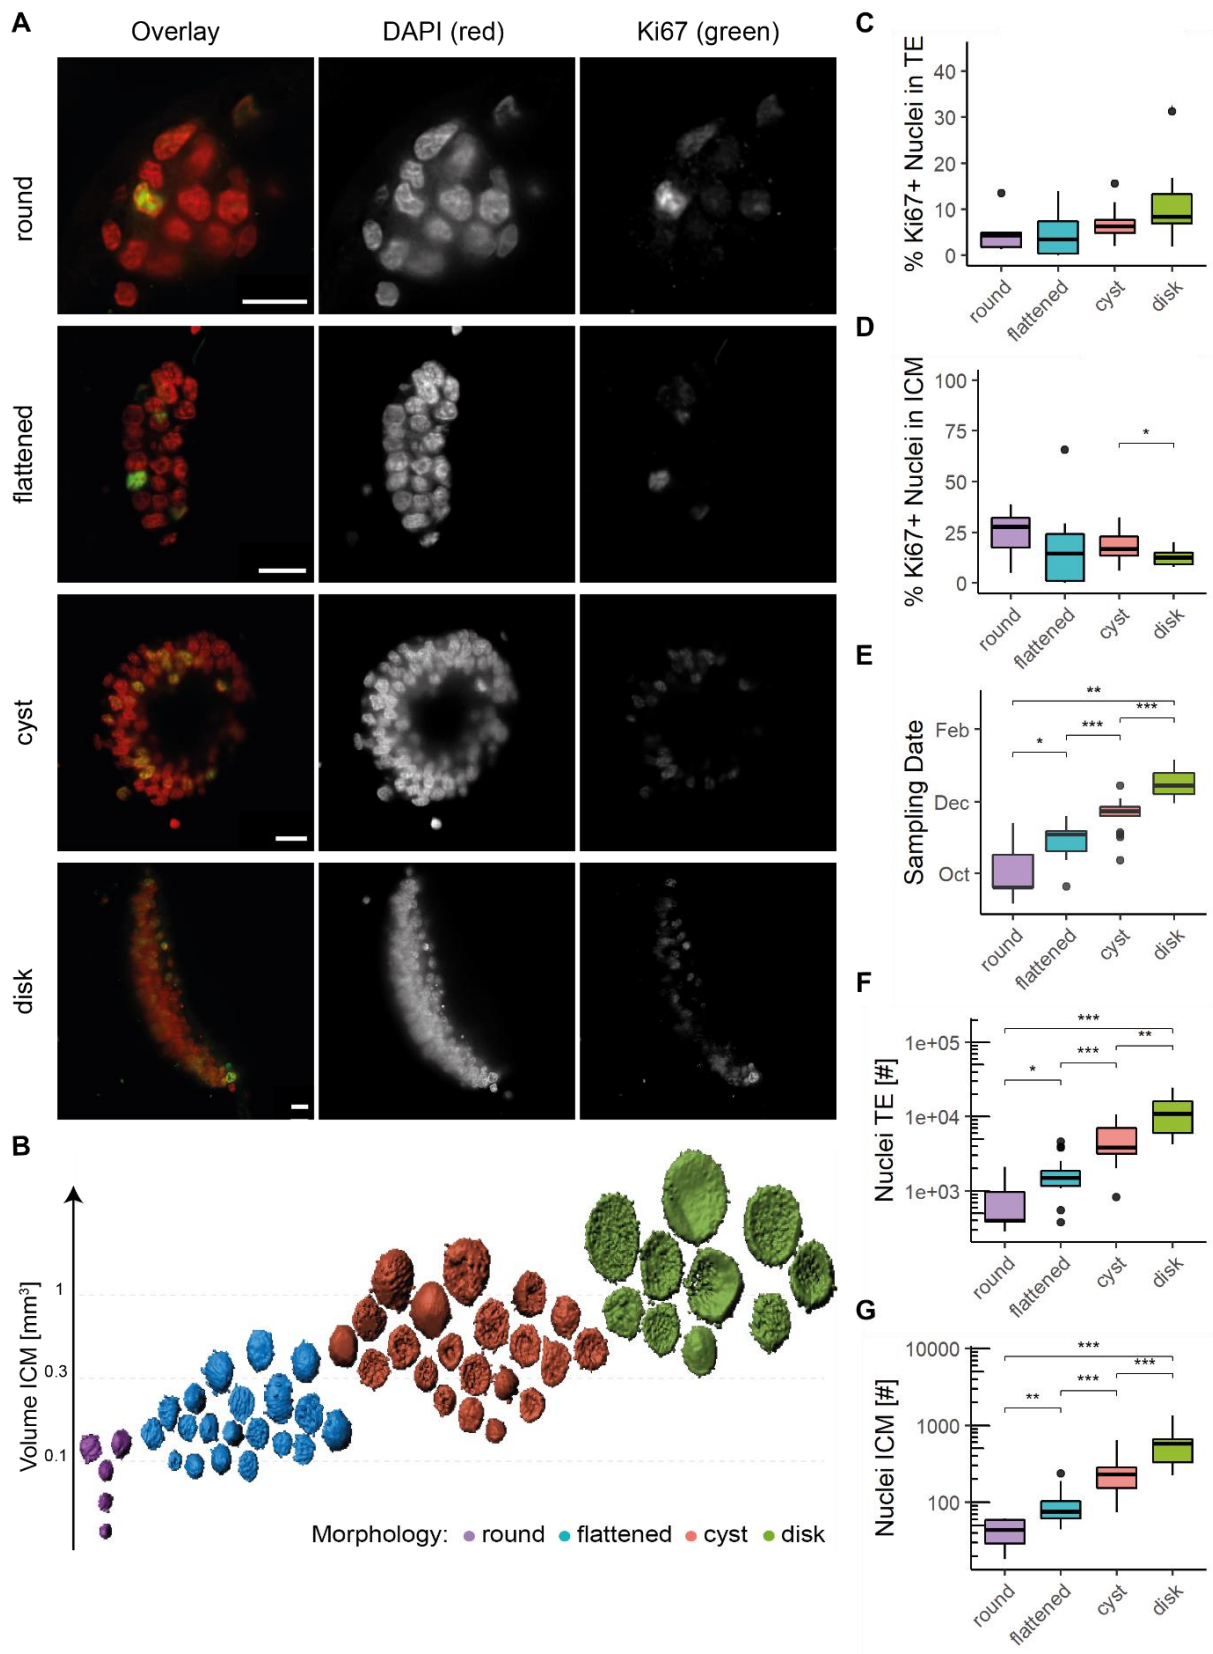 A
Overlay
DAPI (red)
Ki67 (green)
round
flattened
cyst
disk
B
Volume ICM [mm³]
1
0.3
0.1
Morphology:
round
flattened
cyst
disk
C
% Ki67+ Nuclei in TE
40
30
20
10
0
round
flattened
cyst
disk
D
% Ki67+ Nuclei in ICM
100
75
50
25
0
*
round
flattened
cyst
disk
E
Sampling Date
Feb
Dec
Oct
**
***
***
*
round
flattened
cyst
disk
F
Nuclei TE [#]
1e+05
1e+04
1e+03
***
**
***
*
round
flattened
cyst
disk
G
Nuclei ICM [#]
10000
1000
100
***
***
***
**
round
flattened
cyst
disk